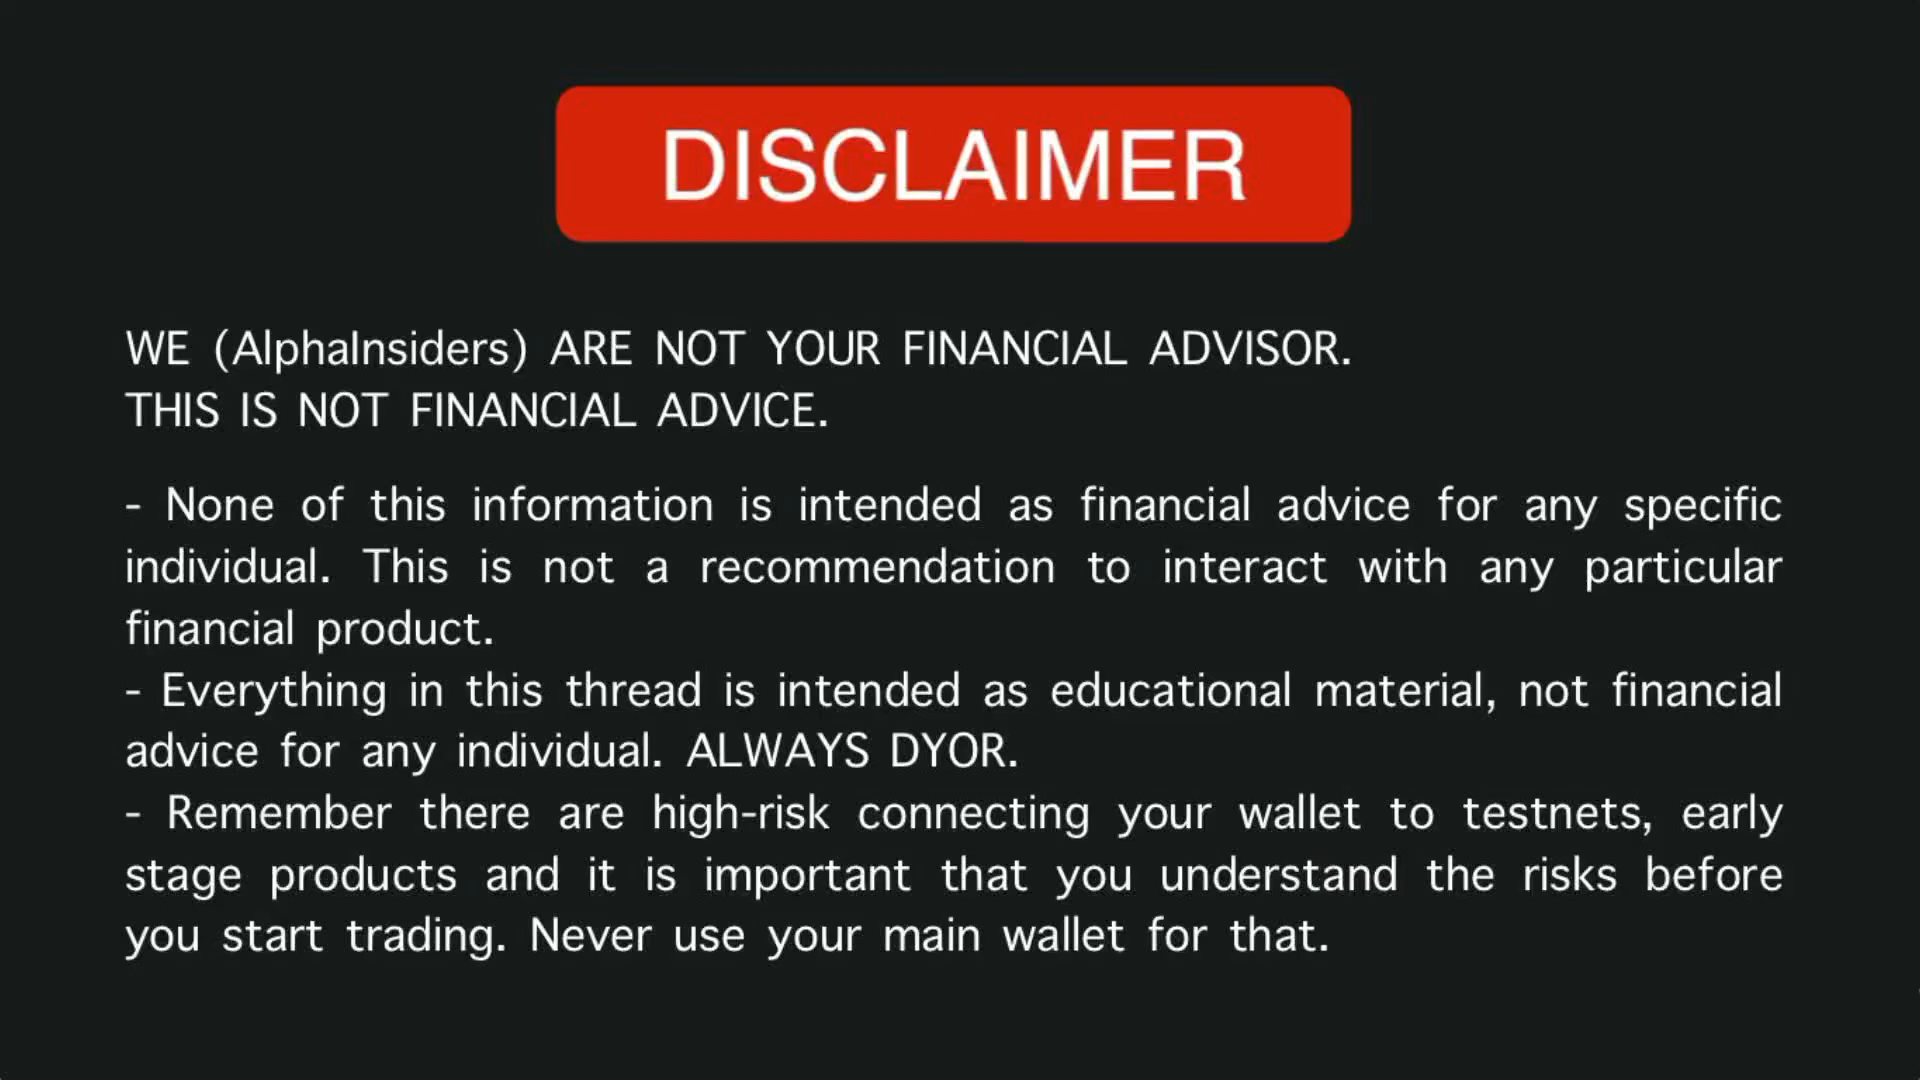 DISCLAIMER
WE (AlphaInsiders) ARE NOT YOUR FINANCIAL ADVISOR.
THIS IS NOT FINANCIAL ADVICE.
- None of this information is intended as financial advice for any specific
individual. This is not a recommendation to interact with any particular
financial product.
- Everything in this thread is intended as educational material, not financial
advice for any individual. ALWAYS DYOR.
- Remember there are high-risk connecting your wallet to testnets, early
stage products and it is important that you understand the risks before
you start trading. Never use your main wallet for that.